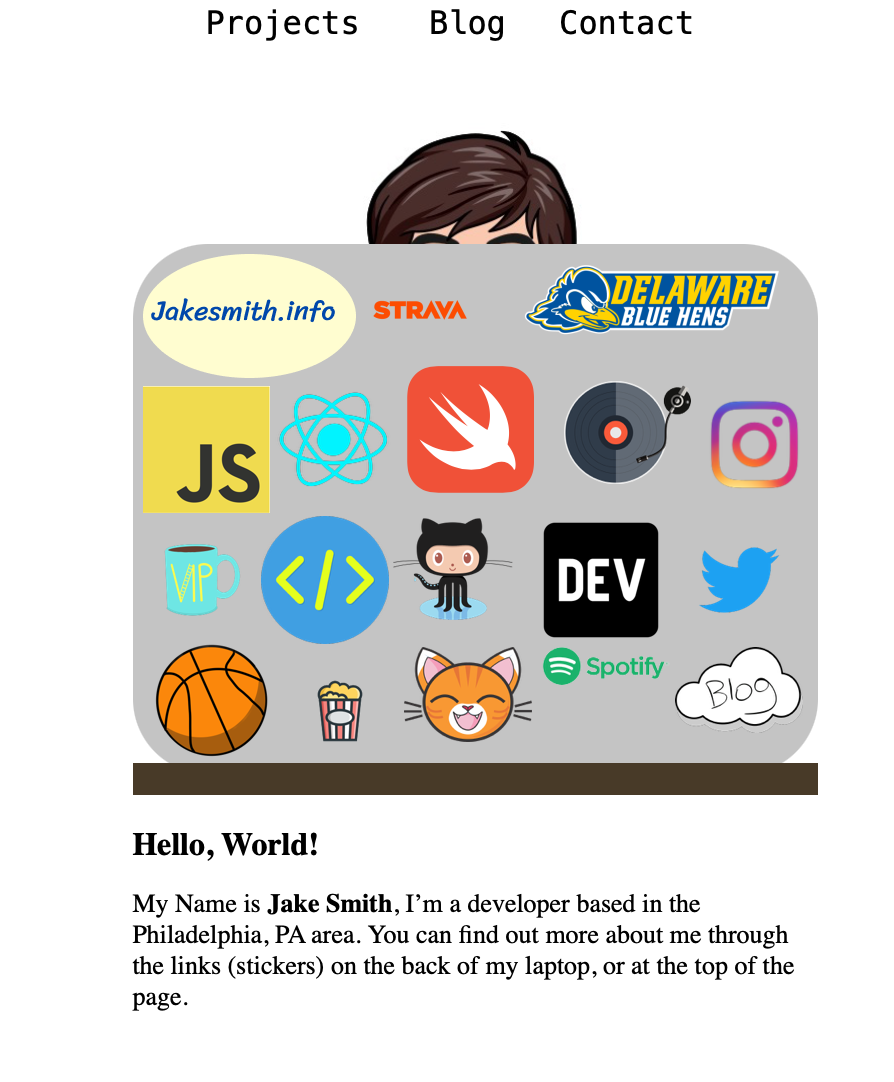 Projects Blog Contact
Jakesmith.info
STRAVA
DELAWARE
BLUE HENS
JS
VIP
</>
DEV
Spotify
Blog
Hello, World!
My Name is Jake Smith, I’m a developer based in the
Philadelphia, PA area. You can find out more about me through
the links (stickers) on the back of my laptop, or at the top of the
page.